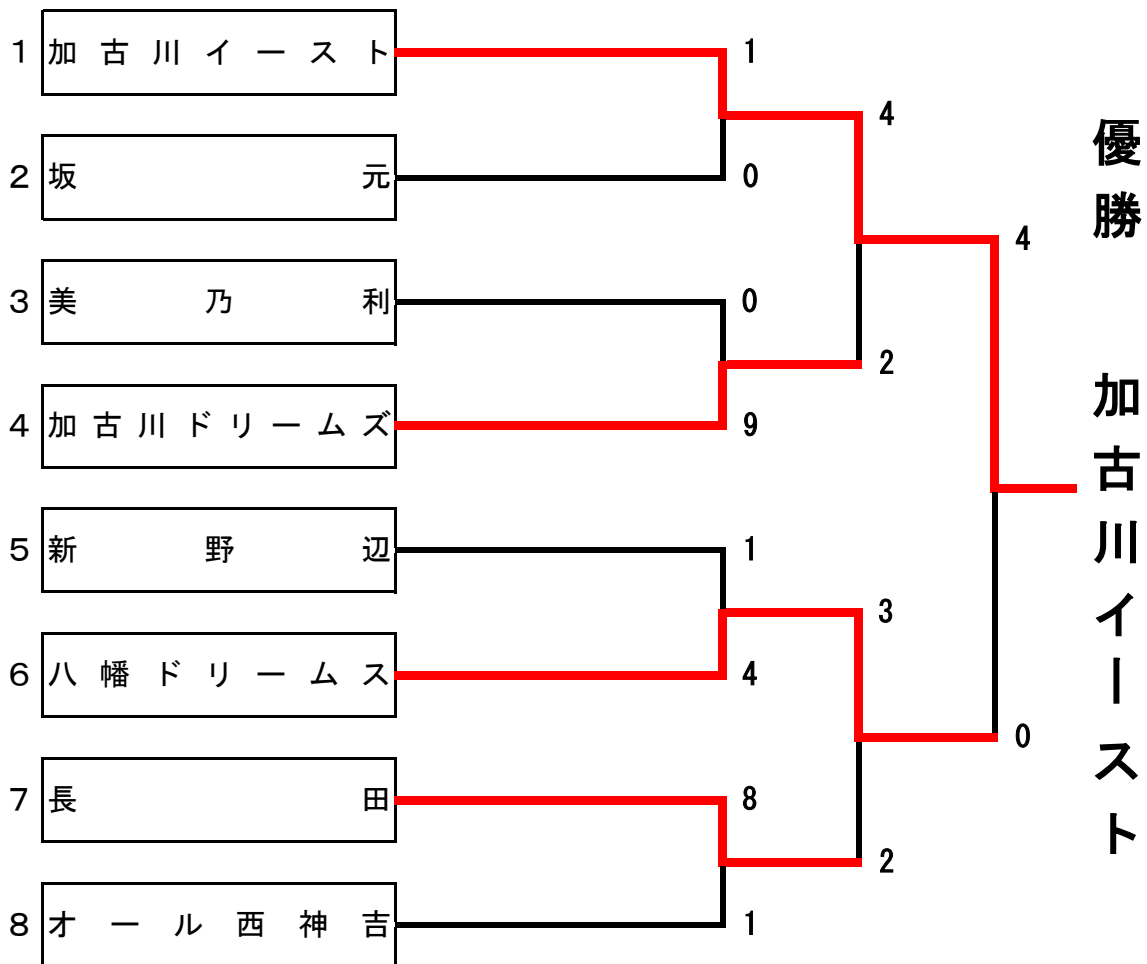 1 加古川イースト 1
4
2 坂元 0
4
3 美乃利 0
2
4 加古川ドリームズ 9
5 新野辺 1
3
6 八幡ドリームス 4
0
7 長田 8
2
8 オール西神吉 1
優勝 加古川イースト